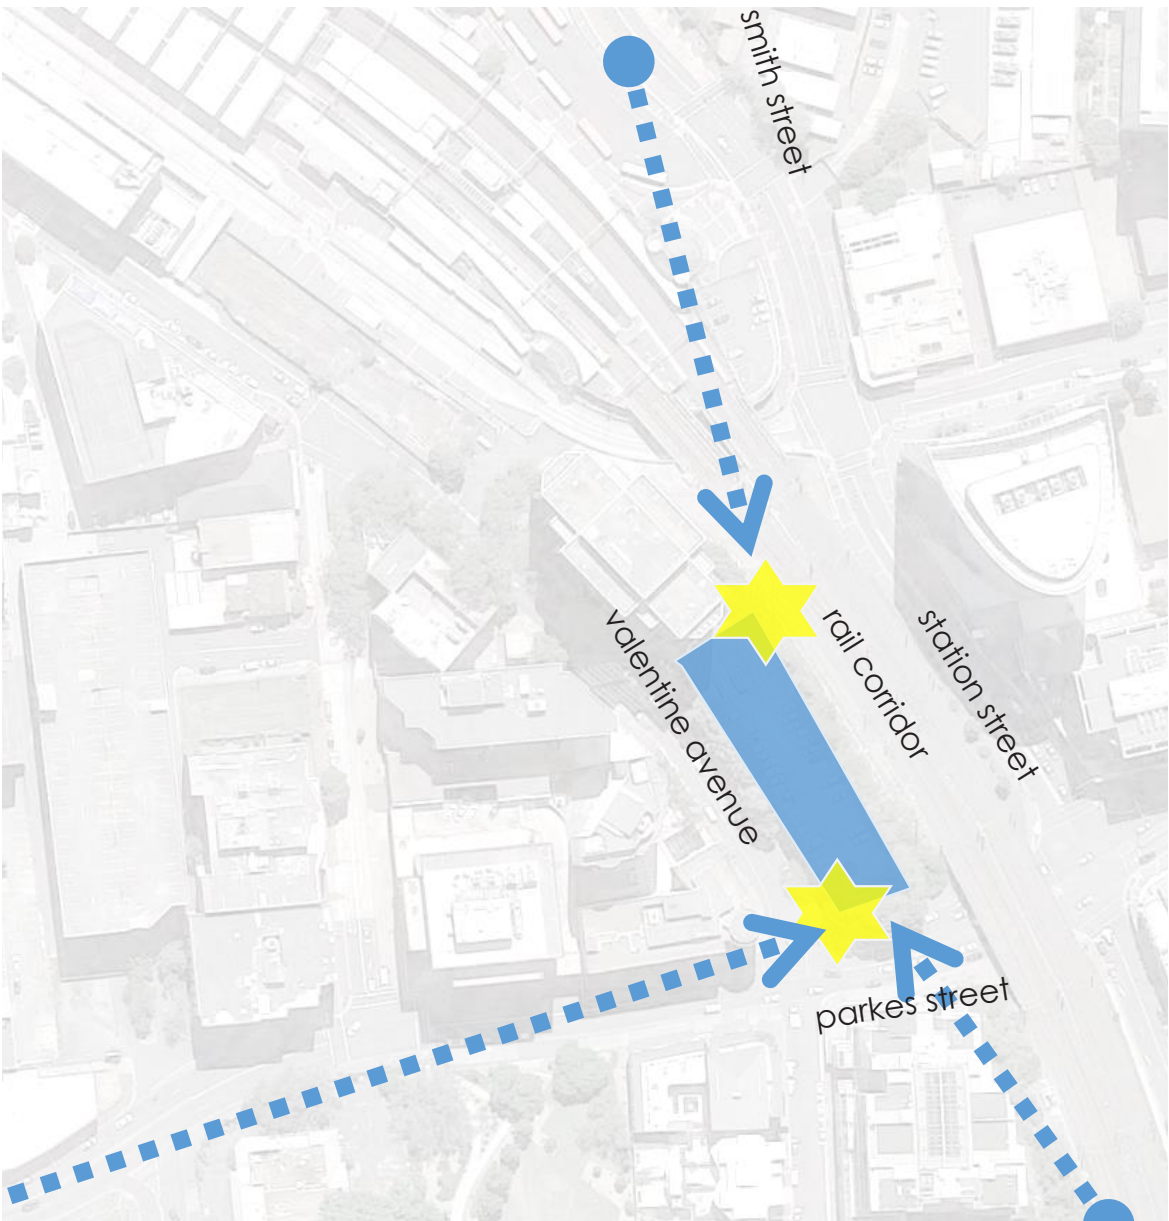 smith street
rail corridor
station street
valentine avenue
parkes street